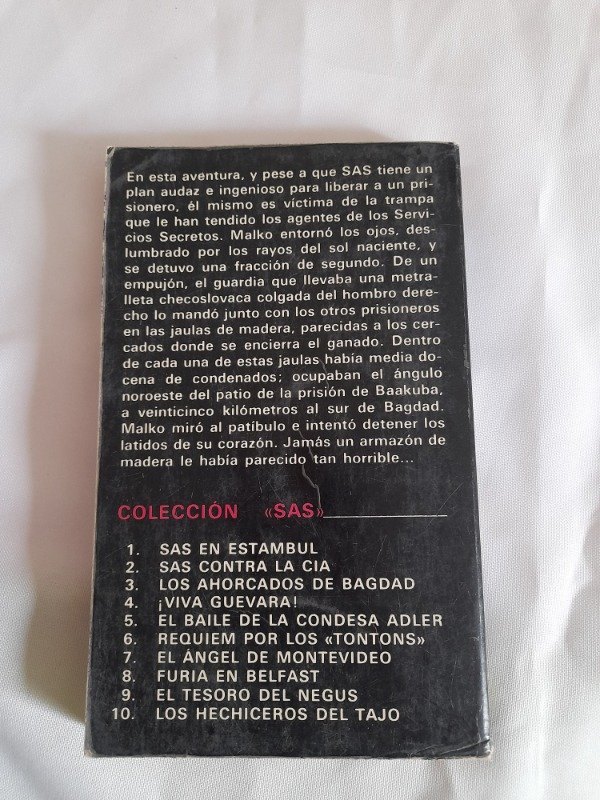 En esta aventura, y pese a que SAS tiene un
plan audaz e ingenioso para liberar a un pri-
sionero, él mismo es víctima de la trampa
que le han tendido los agentes de los Servi-
cios Secretos. Malko entornó los ojos, des-
lumbrado por los rayos del sol naciente, y
se detuvo una fracción de segundo. De un
empujón, el guardia que llevaba una metra-
lleta checoslovaca colgada del hombro dere-
cho lo mandó junto con los otros prisioneros
en las jaulas de madera, parecidas a los cer-
cados donde se encierra el ganado. Dentro
de cada una de estas jaulas había media do-
cena de condenados; ocupaban el ángulo
noroeste del patio de la prisión de Baakuba,
a veinticinco kilómetros al sur de Bagdad.
Malko miró al patíbulo e intentó detener los
latidos de su corazón. Jamás un armazón de
madera le había parecido tan horrible...
COLECCIÓN «SAS»
1. SAS EN ESTAMBUL
2. SAS CONTRA LA CIA
3. LOS AHORCADOS DE BAGDAD
4. ¡VIVA GUEVARA!
5. EL BAILE DE LA CONDESA ADLER
6. REQUIEM POR LOS «TONTONS»
7. EL ÁNGEL DE MONTEVIDEO
8. FURIA EN BELFAST
9. EL TESORO DEL NEGUS
10. LOS HECHICEROS DEL TAJO